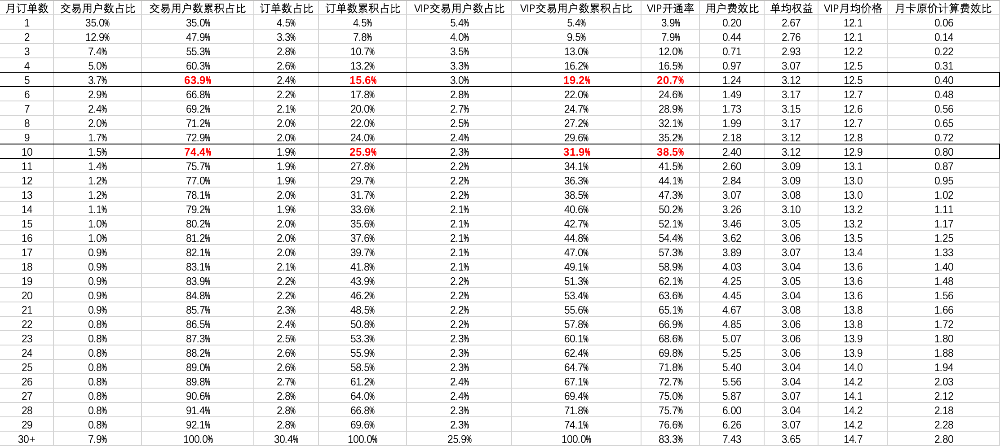 月订单数 交易用户数占比 交易用户数累积占比 订单数占比 订单数累积占比 VIP交易用户数占比 VIP交易用户数累积占比 VIP开通率 用户费效比 单均权益 VIP月均价格 月卡原价计算费效比
1 35.0% 35.0% 4.5% 4.5% 5.4% 5.4% 3.9% 0.20 2.67 12.1 0.06
2 12.9% 47.9% 3.3% 7.8% 4.0% 9.5% 7.9% 0.44 2.76 12.1 0.14
3 7.4% 55.3% 2.8% 10.7% 3.5% 13.0% 12.0% 0.71 2.93 12.2 0.22
4 5.0% 60.3% 2.6% 13.2% 3.3% 16.2% 16.5% 0.97 3.07 12.5 0.31
5 3.7% 63.9% 2.4% 15.6% 3.0% 19.2% 20.7% 1.24 3.12 12.5 0.40
6 2.9% 66.8% 2.2% 17.8% 2.8% 22.0% 24.6% 1.49 3.17 12.7 0.48
7 2.4% 69.2% 2.1% 20.0% 2.7% 24.7% 28.9% 1.73 3.15 12.6 0.56
8 2.0% 71.2% 2.0% 22.0% 2.5% 27.2% 32.1% 1.99 3.17 12.7 0.65
9 1.7% 72.9% 2.0% 24.0% 2.4% 29.6% 35.2% 2.18 3.12 12.8 0.72
10 1.5% 74.4% 1.9% 25.9% 2.3% 31.9% 38.5% 2.40 3.12 12.9 0.80
11 1.4% 75.7% 1.9% 27.8% 2.2% 34.1% 41.5% 2.60 3.09 13.1 0.87
12 1.2% 77.0% 1.9% 29.7% 2.2% 36.3% 44.1% 2.84 3.09 13.0 0.95
13 1.2% 78.1% 2.0% 31.7% 2.2% 38.5% 47.3% 3.07 3.08 13.0 1.02
14 1.1% 79.2% 1.9% 33.6% 2.1% 40.6% 50.2% 3.26 3.10 13.2 1.11
15 1.0% 80.2% 2.0% 35.6% 2.1% 42.7% 52.1% 3.46 3.05 13.2 1.17
16 1.0% 81.2% 2.0% 37.6% 2.1% 44.8% 54.4% 3.62 3.06 13.5 1.25
17 0.9% 82.1% 2.0% 39.7% 2.1% 47.0% 57.3% 3.89 3.07 13.4 1.33
18 0.9% 83.1% 2.1% 41.8% 2.1% 49.1% 58.9% 4.03 3.04 13.6 1.40
19 0.9% 83.9% 2.2% 43.9% 2.2% 51.3% 62.1% 4.25 3.05 13.6 1.48
20 0.9% 84.8% 2.2% 46.2% 2.2% 53.4% 63.6% 4.45 3.04 13.6 1.56
21 0.9% 85.7% 2.3% 48.5% 2.2% 55.6% 65.1% 4.67 3.08 13.8 1.66
22 0.8% 86.5% 2.4% 50.8% 2.2% 57.8% 66.9% 4.85 3.06 13.8 1.72
23 0.8% 87.3% 2.5% 53.3% 2.3% 60.1% 68.6% 5.07 3.06 13.9 1.80
24 0.8% 88.2% 2.6% 55.9% 2.3% 62.4% 69.8% 5.25 3.06 13.9 1.88
25 0.8% 89.0% 2.6% 58.5% 2.3% 64.7% 71.8% 5.40 3.04 14.0 1.94
26 0.8% 89.8% 2.7% 61.2% 2.4% 67.1% 72.7% 5.56 3.04 14.2 2.03
27 0.8% 90.6% 2.8% 64.0% 2.4% 69.4% 75.0% 5.87 3.07 14.1 2.12
28 0.8% 91.4% 2.8% 66.8% 2.3% 71.8% 75.7% 6.00 3.04 14.2 2.18
29 0.8% 92.1% 2.8% 69.6% 2.3% 74.1% 76.6% 6.26 3.07 14.2 2.28
30+ 7.9% 100.0% 30.4% 100.0% 25.9% 100.0% 83.3% 7.43 3.65 14.7 2.80